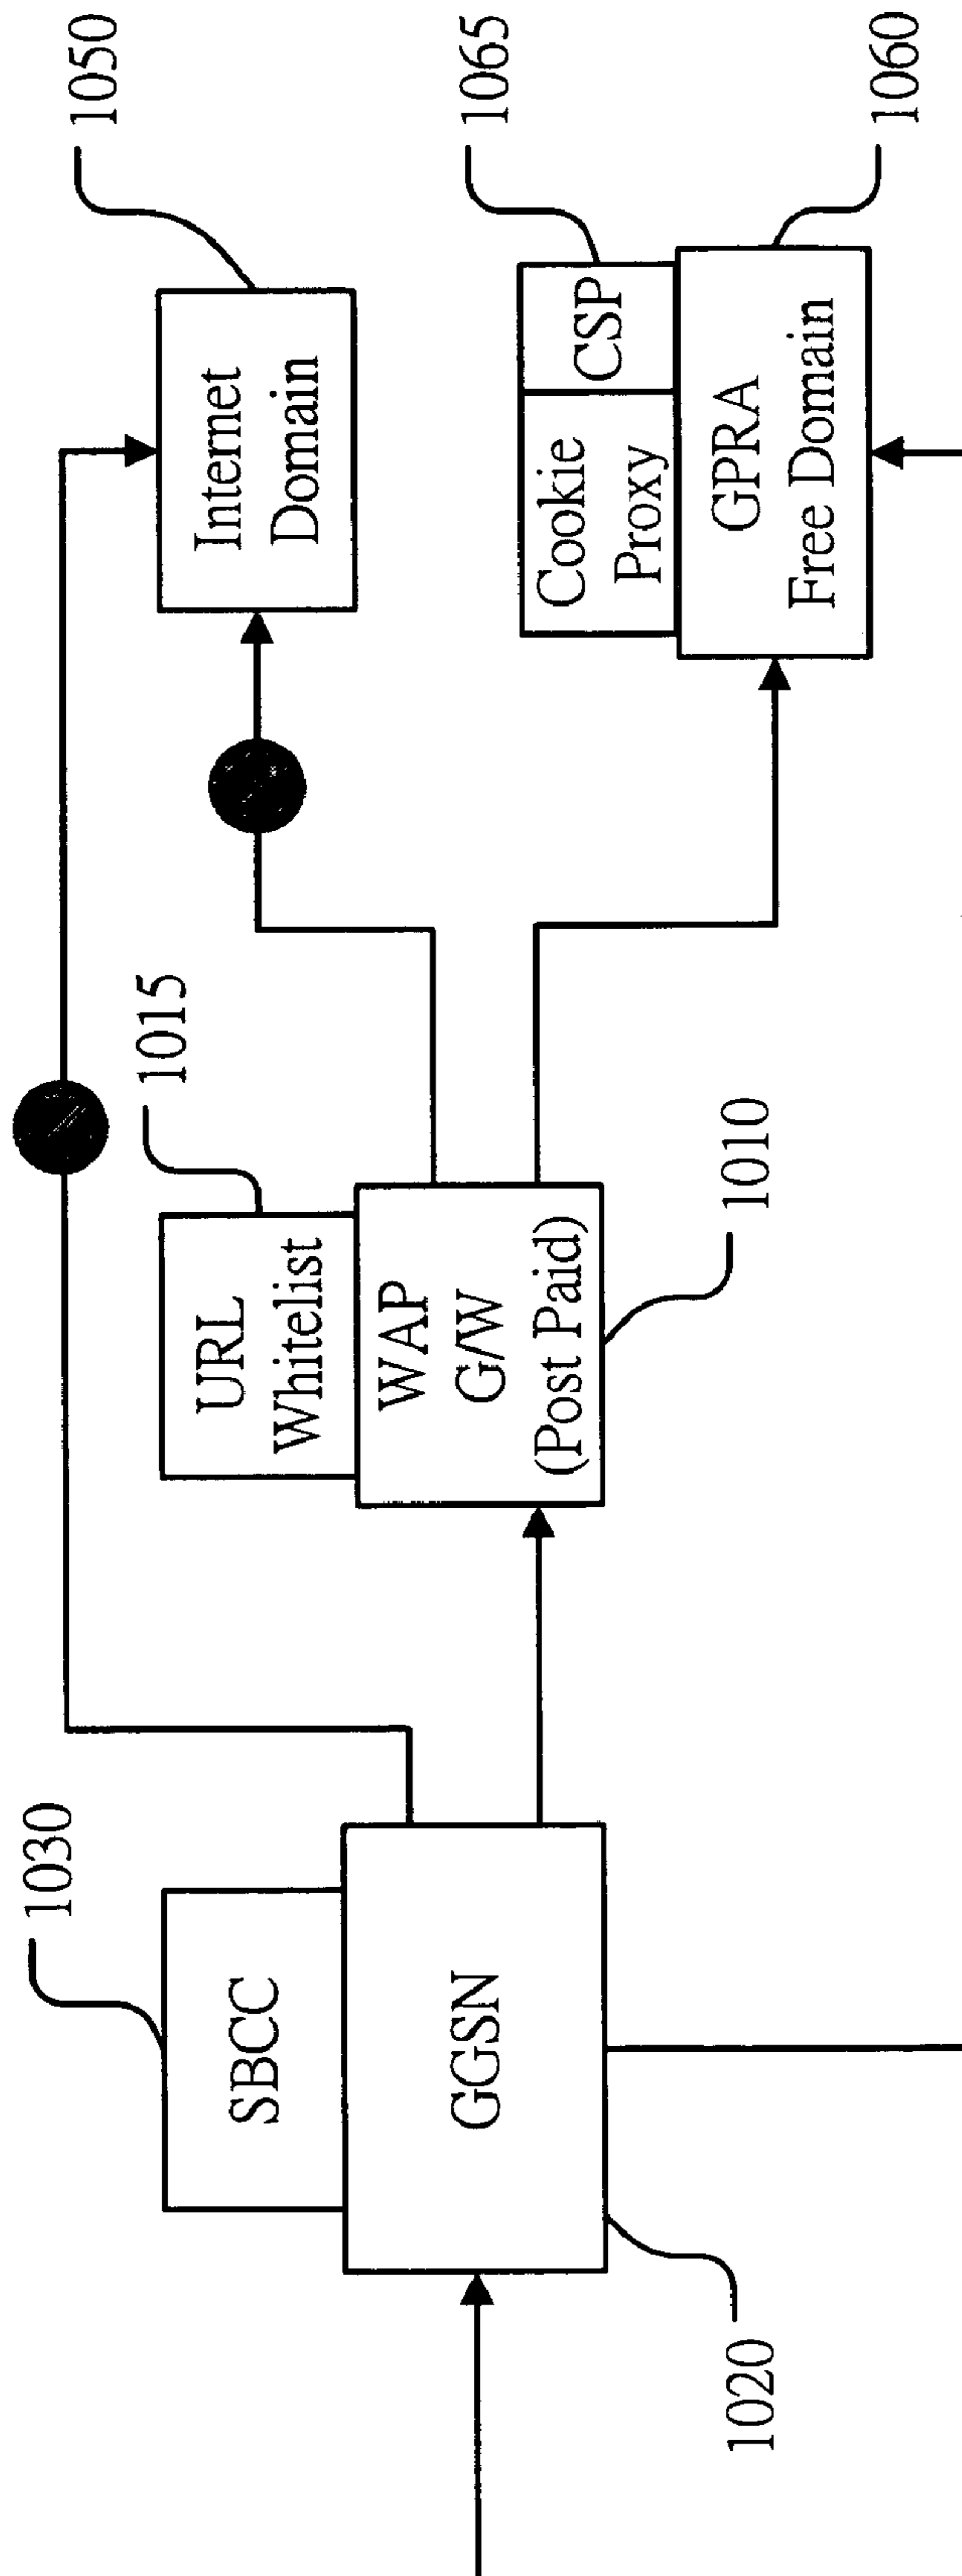 1030
SBCC
GGSN
1020
1015
URL
Whitelist
WAP
G/W
(Post Paid)
1010
1050
Internet
Domain
1065
Cookie
Proxy
CSP
GPRA
Free Domain
1060